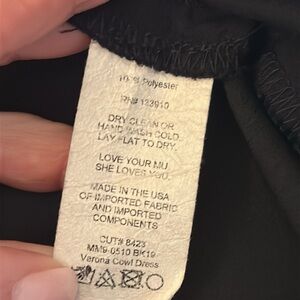 100% Polyester
RN# 133910
DRY CLEAN OR
HAND WASH COLD.
LAY FLAT TO DRY.
LOVE YOUR MU.
SHE LOVES YOU.
MADE IN THE USA
OF IMPORTED FABRIC
AND IMPORTED
COMPONENTS
CUT# 8423
MM9-0510 BK19
Verona Cowl Dress